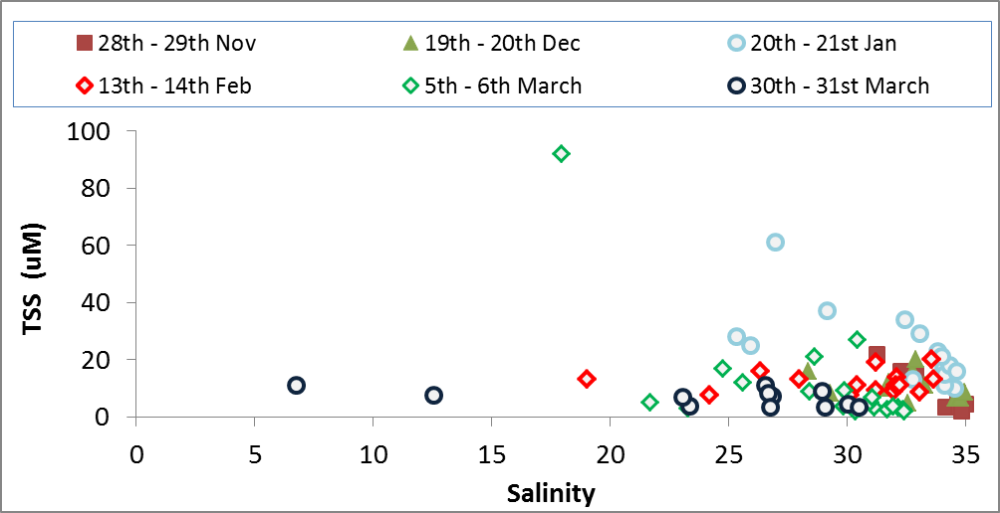 28th - 29th Nov 19th - 20th Dec 20th - 21st Jan
13th - 14th Feb 5th - 6th March 30th - 31st March
100
80
60
40
20
0
TSS (uM)
0 5 10 15 20 25 30 35
Salinity